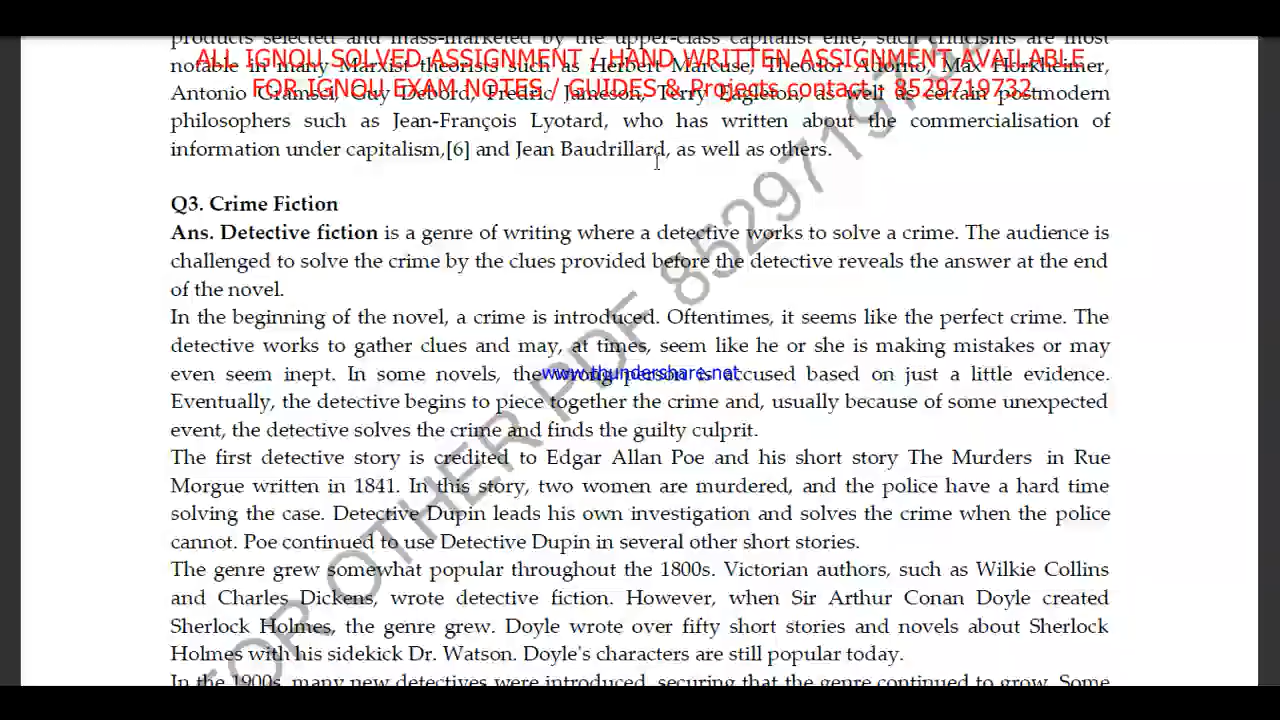 products selected and mass-marketed by the upper-class capitalist elite, such criticisms are most
ALL IGNOU SOLVED ASSIGNMENT / HAND WRITTEN ASSIGNMENT AVAILABLE
notable in many Marxist theorists such as Herbert Marcuse, Theodor Adorno, Max Horkheimer,
FOR IGNOU EXAM NOTES / GUIDES & Projects contact - 8529719732
Antonio Gramsci, Guy Debord, Fredric Jameson, Terry Eagleton, as well as certain postmodern
philosophers such as Jean-François Lyotard, who has written about the commercialisation of
information under capitalism,[6] and Jean Baudrillard, as well as others.
Q3. Crime Fiction
Ans. Detective fiction is a genre of writing where a detective works to solve a crime. The audience is
challenged to solve the crime by the clues provided before the detective reveals the answer at the end
of the novel.
In the beginning of the novel, a crime is introduced. Oftentimes, it seems like the perfect crime. The
detective works to gather clues and may, at times, seem like he or she is making mistakes or may
even seem inept. In some novels, the wrong person is accused based on just a little evidence.
www.thundershare.net
Eventually, the detective begins to piece together the crime and, usually because of some unexpected
event, the detective solves the crime and finds the guilty culprit.
The first detective story is credited to Edgar Allan Poe and his short story The Murders in Rue
Morgue written in 1841. In this story, two women are murdered, and the police have a hard time
solving the case. Detective Dupin leads his own investigation and solves the crime when the police
cannot. Poe continued to use Detective Dupin in several other short stories.
The genre grew somewhat popular throughout the 1800s. Victorian authors, such as Wilkie Collins
and Charles Dickens, wrote detective fiction. However, when Sir Arthur Conan Doyle created
Sherlock Holmes, the genre grew. Doyle wrote over fifty short stories and novels about Sherlock
Holmes with his sidekick Dr. Watson. Doyle's characters are still popular today.
In the 1900s, many new detectives were introduced, securing that the genre continued to grow. Some
FOR OTHER PDF 8529719732